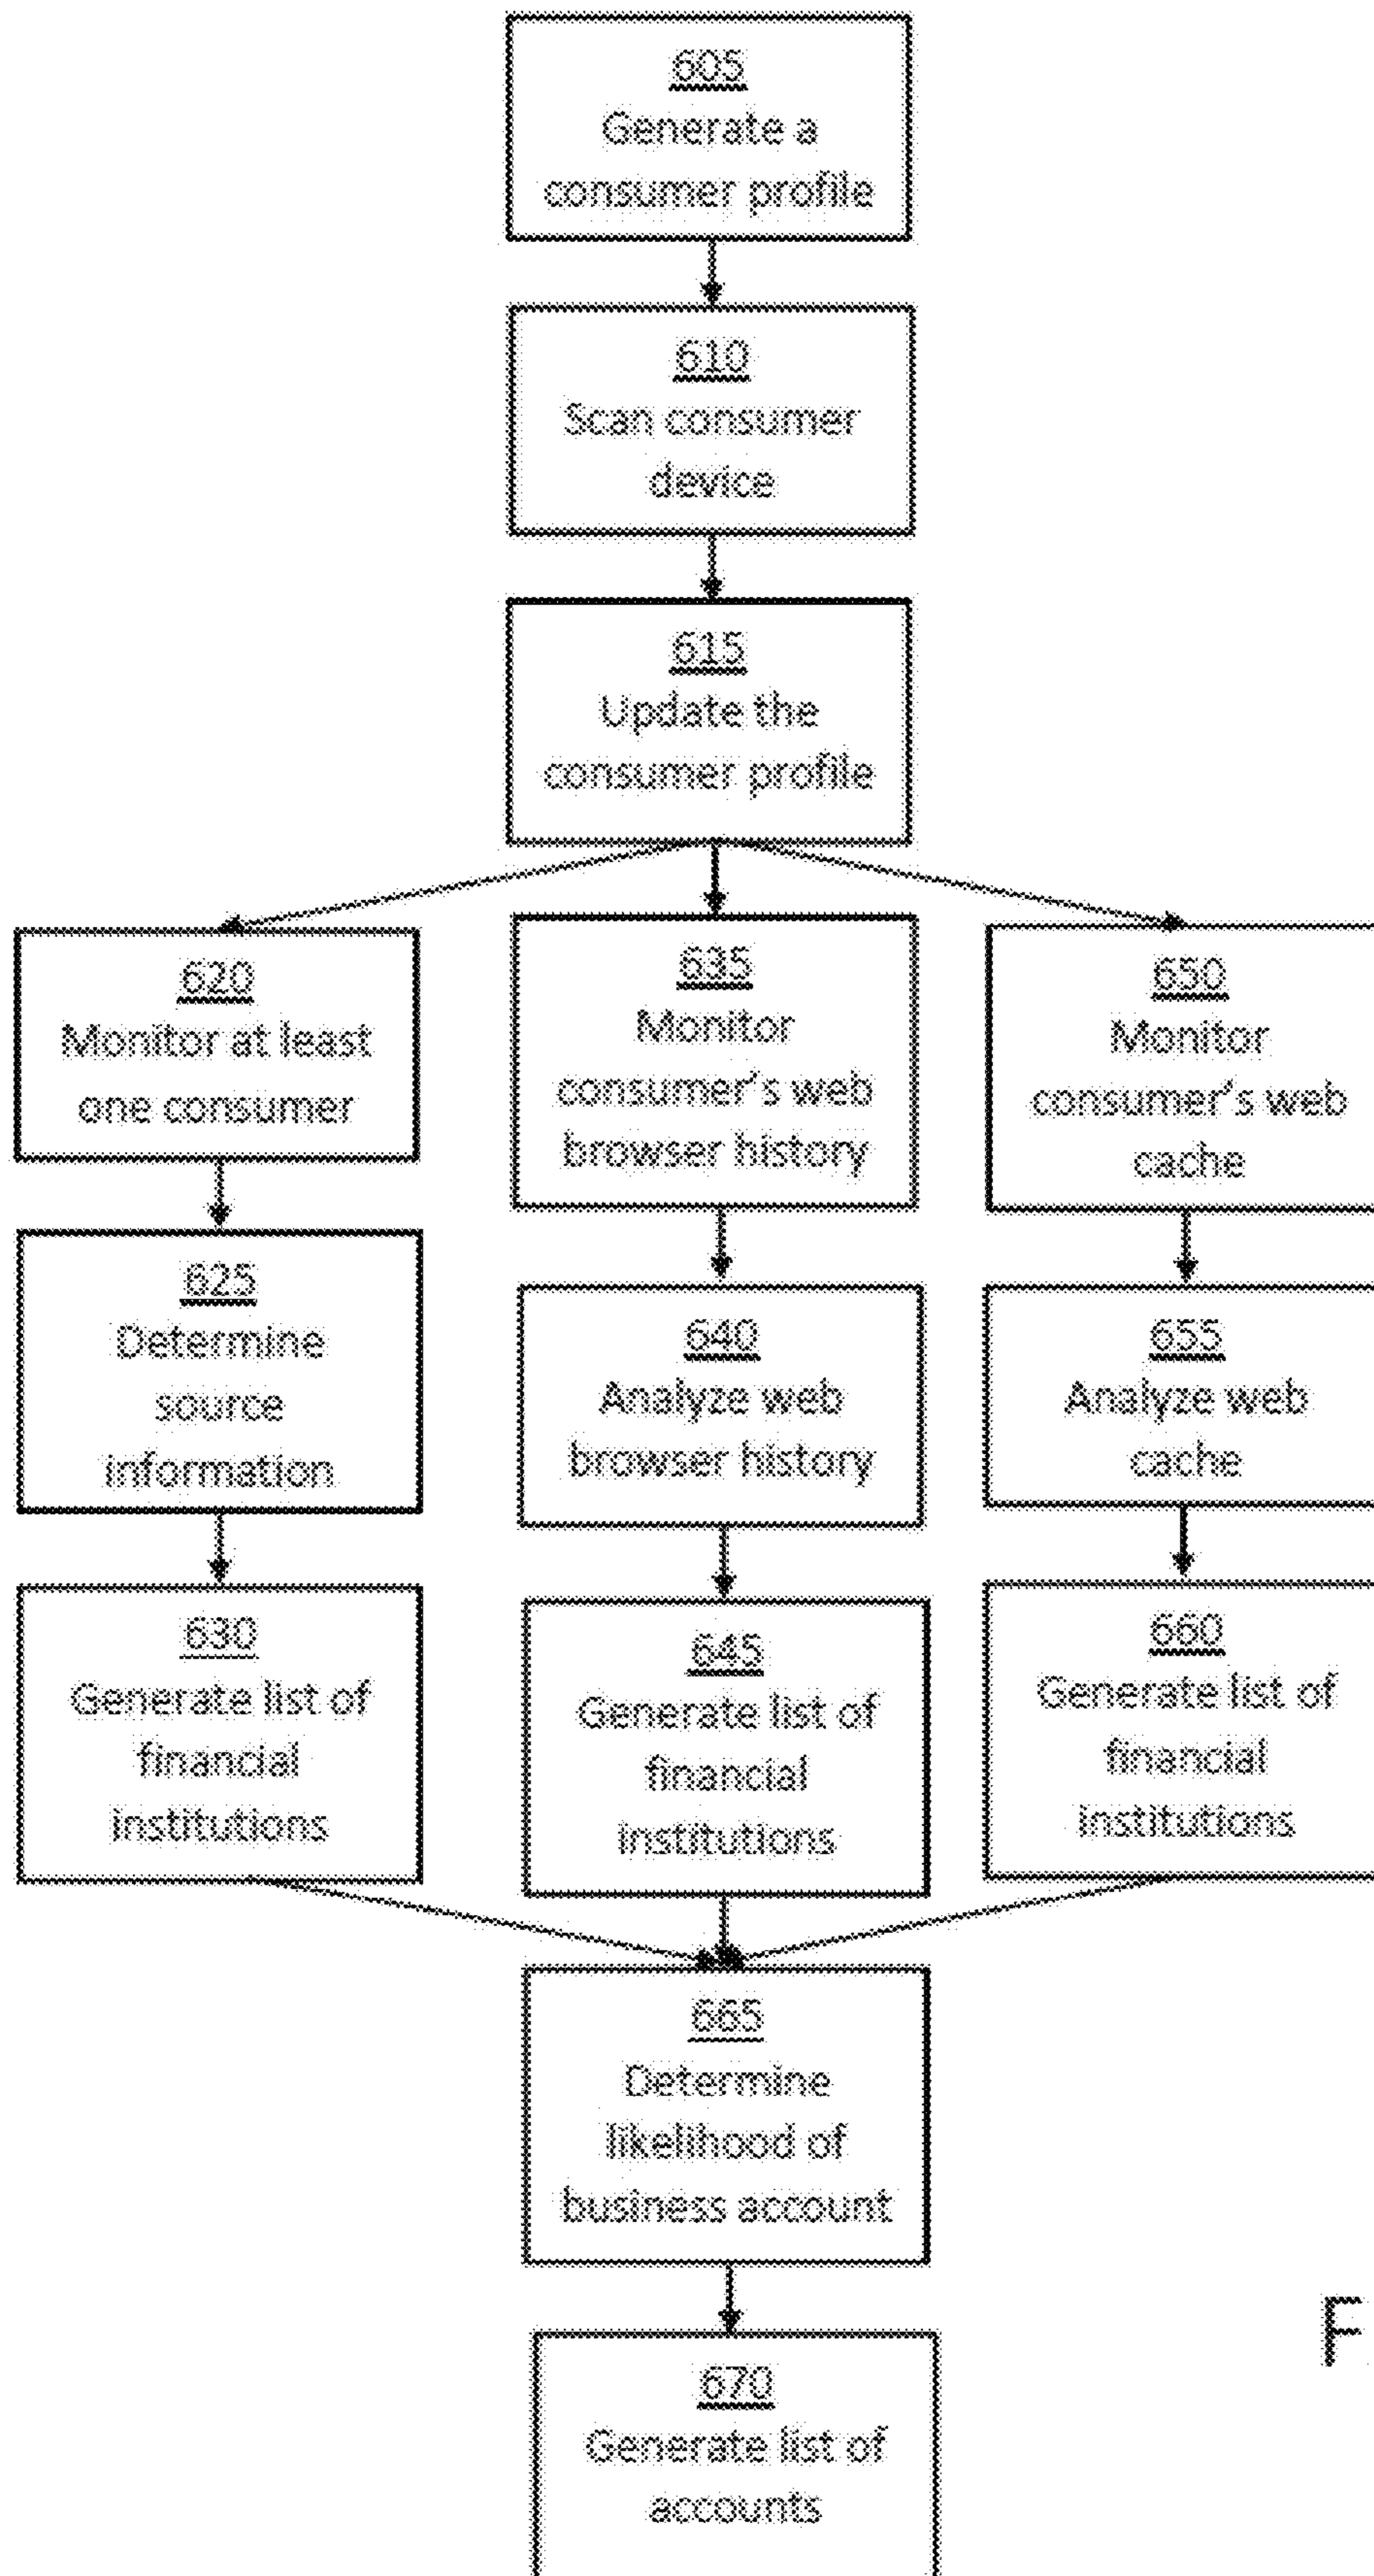 605
Generate a
consumer profile
610
Scan consumer
device
615
Update the
consumer profile
620
Monitor at least
one consumer
625
Determine
source
information
630
Generate list of
financial
institutions
635
Monitor
consumer's web
browser history
640
Analyze web
browser history
645
Generate list of
financial
institutions
650
Monitor
consumer's web
cache
655
Analyze web
cache
660
Generate list of
financial
institutions
665
Determine
likelihood of
business account
670
Generate list of
accounts
F